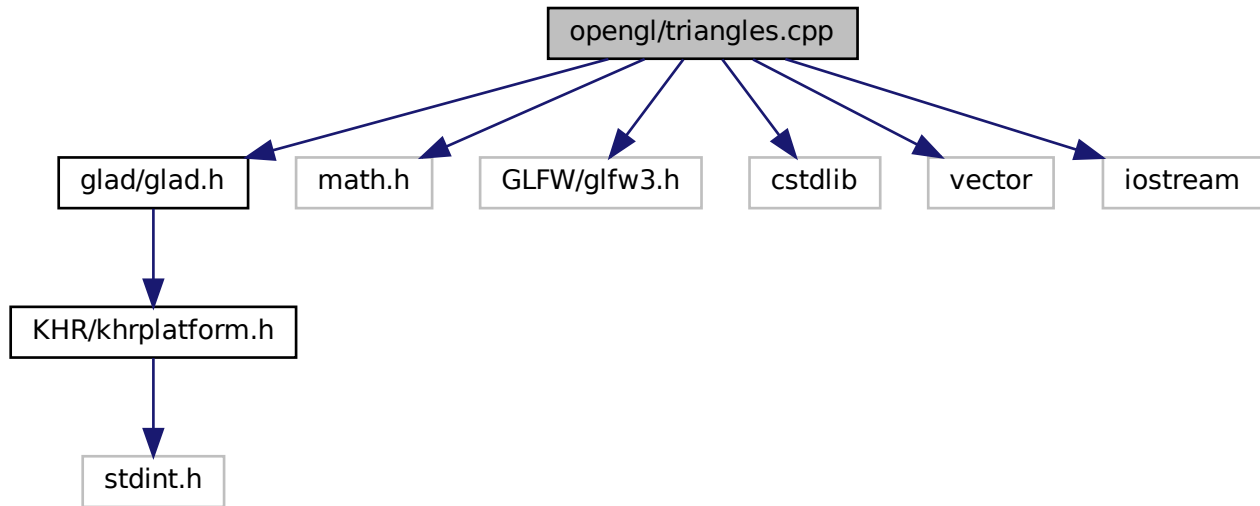 opengl/triangles.cpp
glad/glad.h
math.h
GLFW/glfw3.h
cstdlib
vector
iostream
KHR/khrplatform.h
stdint.h